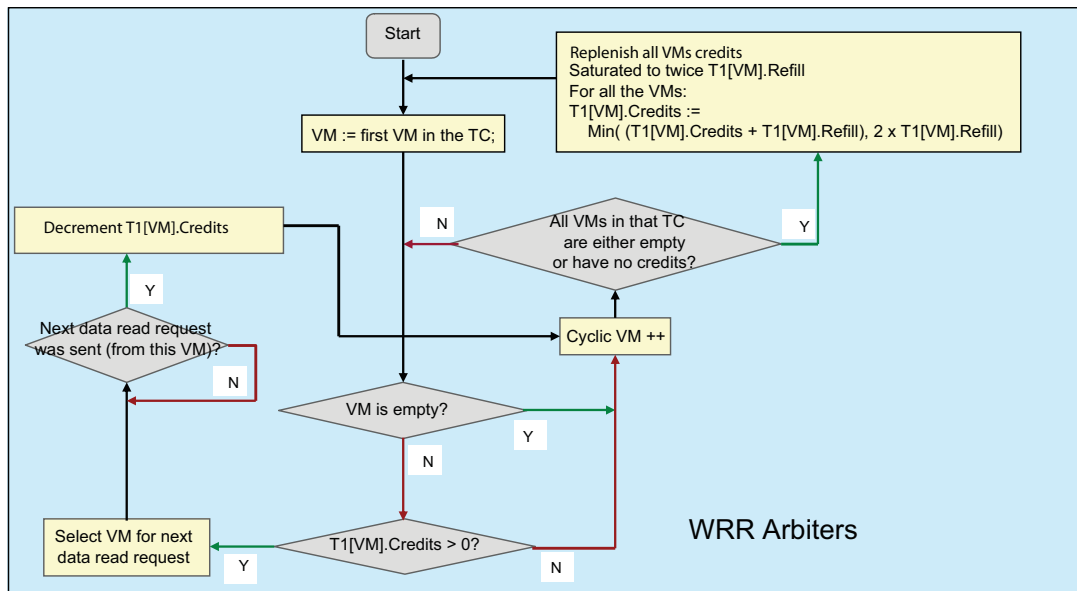 Start
Replenish all VMs credits
Saturated to twice T1[VM].Refill
For all the VMs:
T1[VM].Credits :=
Min( (T1[VM].Credits + T1[VM].Refill), 2 x T1[VM].Refill)
VM := first VM in the TC;
N
All VMs in that TC
are either empty
or have no credits?
Y
Decrement T1[VM].Credits
Y
Next data read request
was sent (from this VM)?
N
Cyclic VM ++
VM is empty?
Y
N
Select VM for next
data read request
Y
T1[VM].Credits > 0?
N
WRR Arbiters